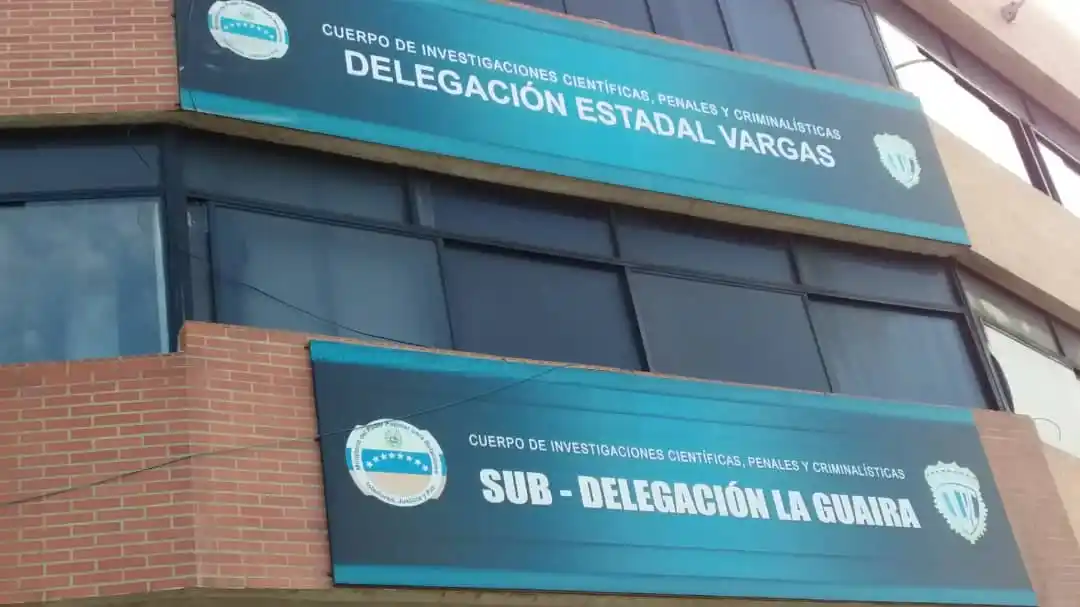 CUERPO DE INVESTIGACIONES CIENTÍFICAS, PENALES Y CRIMINALÍSTICAS
DELEGACIÓN ESTADAL VARGAS
CUERPO DE INVESTIGACIONES CIENTÍFICAS, PENALES Y CRIMINALÍSTICAS
SUB - DELEGACIÓN LA GUAIRA